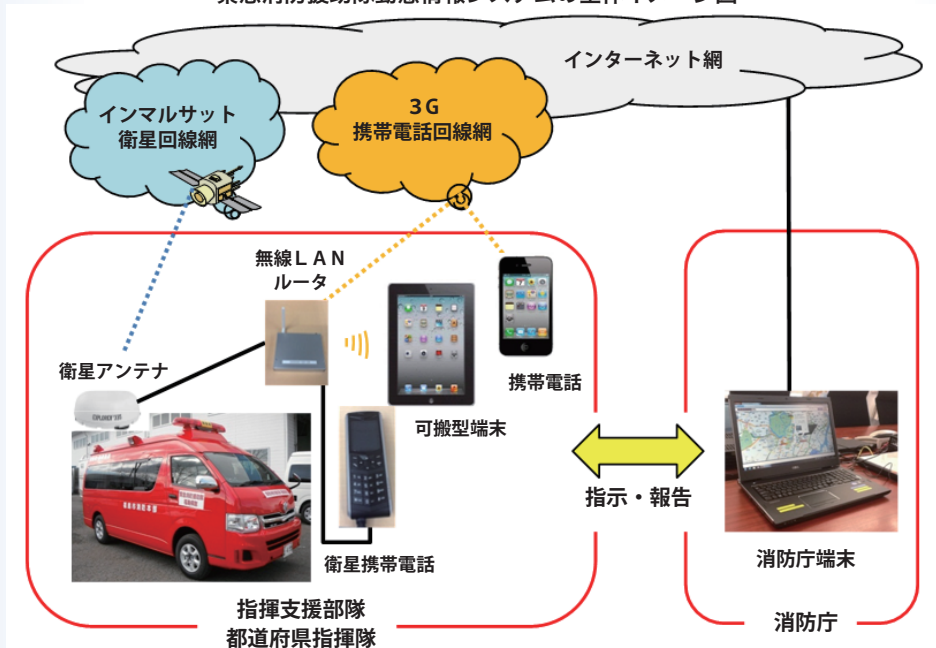 インターネット網
インマルサット
衛星回線網
3G
携帯電話回線網
無線LAN
ルータ
衛星アンテナ
EXPLORER
携帯電話
可搬型端末
指示・報告
衛星携帯電話
消防庁端末
指揮支援部隊
都道府県指揮隊
消防庁